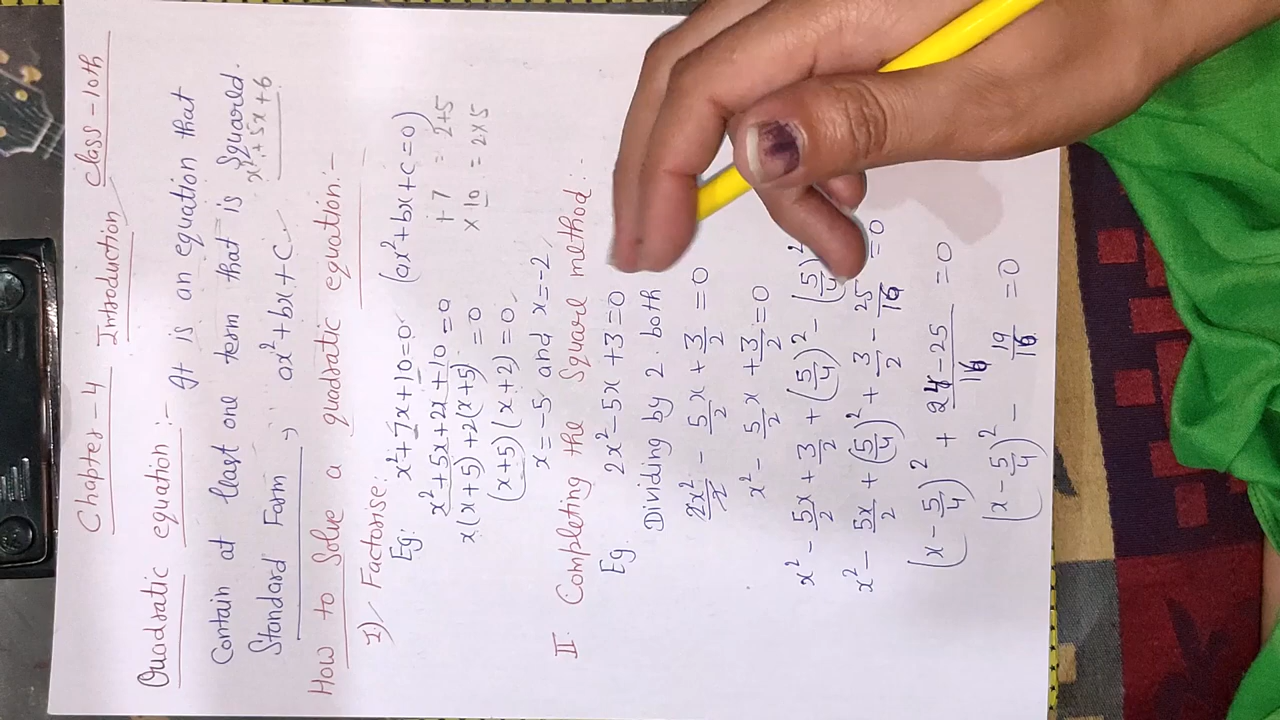 Chapter-4 Introduction Class-10th
Quadratic equation :- It is an equation that
Contain at least one term that is Squared.
Standard Form → ax²+bx+c x²+5x+6
How to Solve a quadratic equation:-
1) Factorise:
Eg: x²+7x+10=0 (ax²+bx+c=0)
x²+5x+2x+10=0 +7 = 2+5
x(x+5)+2(x+5)=0 ×10 = 2×5
(x+5)(x+2)=0
x=-5 and x=-2
II. Completing the Square method:-
Eg. 2x²-5x+3=0
Dividing by 2 both
2x²/2 - 5/2 x + 3/2 = 0
x² - 5/2 x + 3/2 = 0
x² - 5x/2 + 3/2 + (5/4)² - (5/4)²
x² - 5x/2 + (5/4)² + 3/2 - 25/16 = 0
(x - 5/4)² + 24-25/16 = 0
(x - 5/4)² - 19/16 = 0